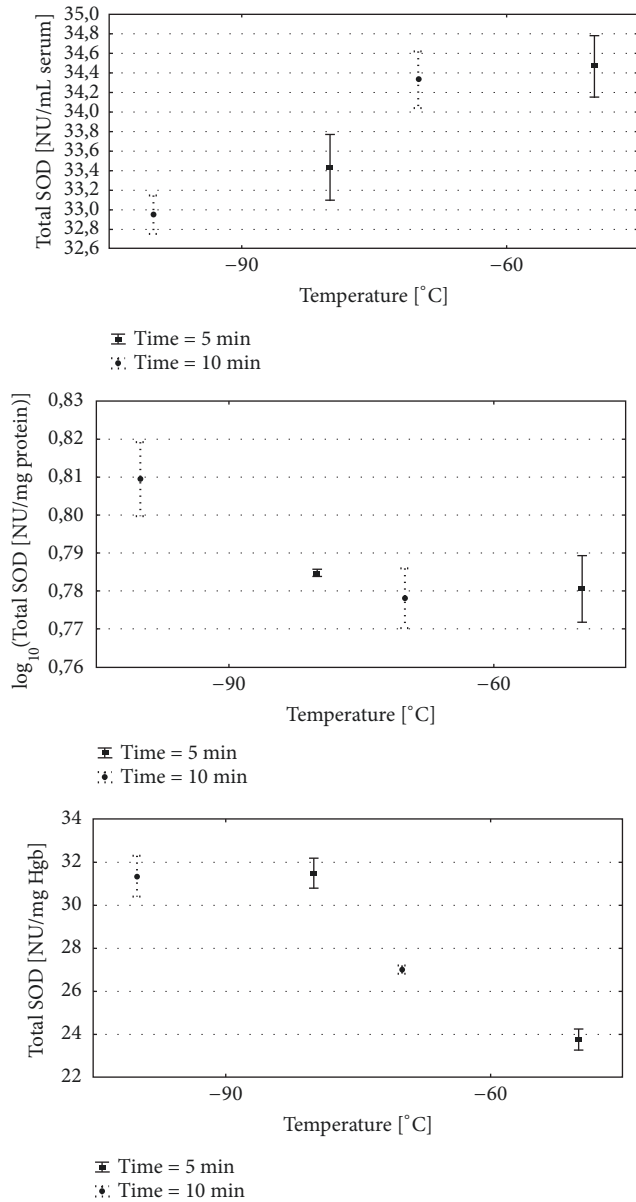 Total SOD [NU/mL serum]
35,0
34,8
34,6
34,4
34,2
34,0
33,8
33,6
33,4
33,2
33,0
32,8
32,6
−90
−60
Temperature [°C]
Time = 5 min
Time = 10 min
log10(Total SOD [NU/mg protein)]
0,83
0,82
0,81
0,80
0,79
0,78
0,77
0,76
−90
−60
Temperature [°C]
Time = 5 min
Time = 10 min
Total SOD [NU/mg Hgb]
34
32
31
28
26
24
22
−90
−60
Temperature [°C]
Time = 5 min
Time = 10 min